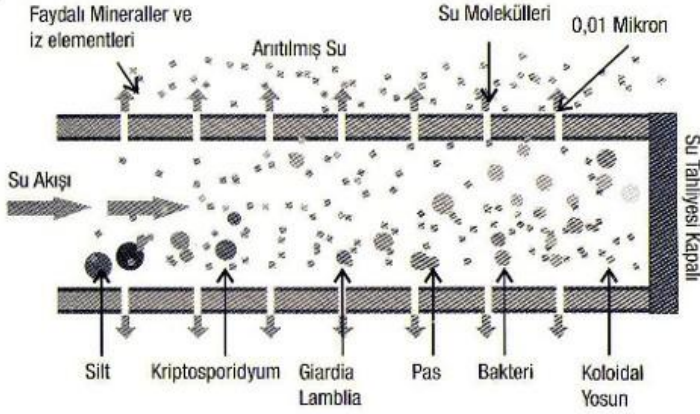 Faydalı Mineraller ve
iz elementleri
Arıtılmış Su
Su Molekülleri
0,01 Mikron
Su Akışı
Su Tahliyesi Kapalı
Silt
Kriptosporidyum
Giardia
Lamblia
Pas
Bakteri
Koloidal
Yosun